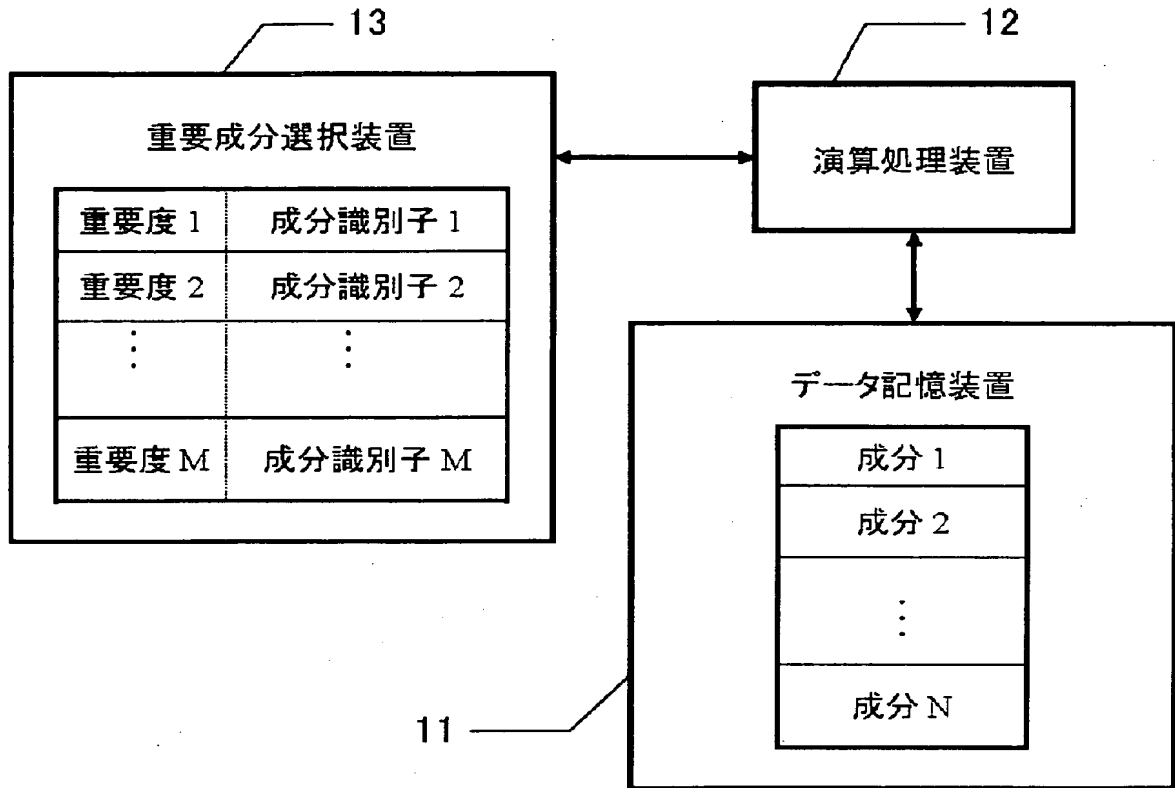 13
重要成分選択装置
重要度 1 成分識別子 1
重要度 2 成分識別子 2
⋮ ⋮
重要度 M 成分識別子 M
12
演算処理装置
データ記憶装置
成分 1
成分 2
⋮
成分 N
11